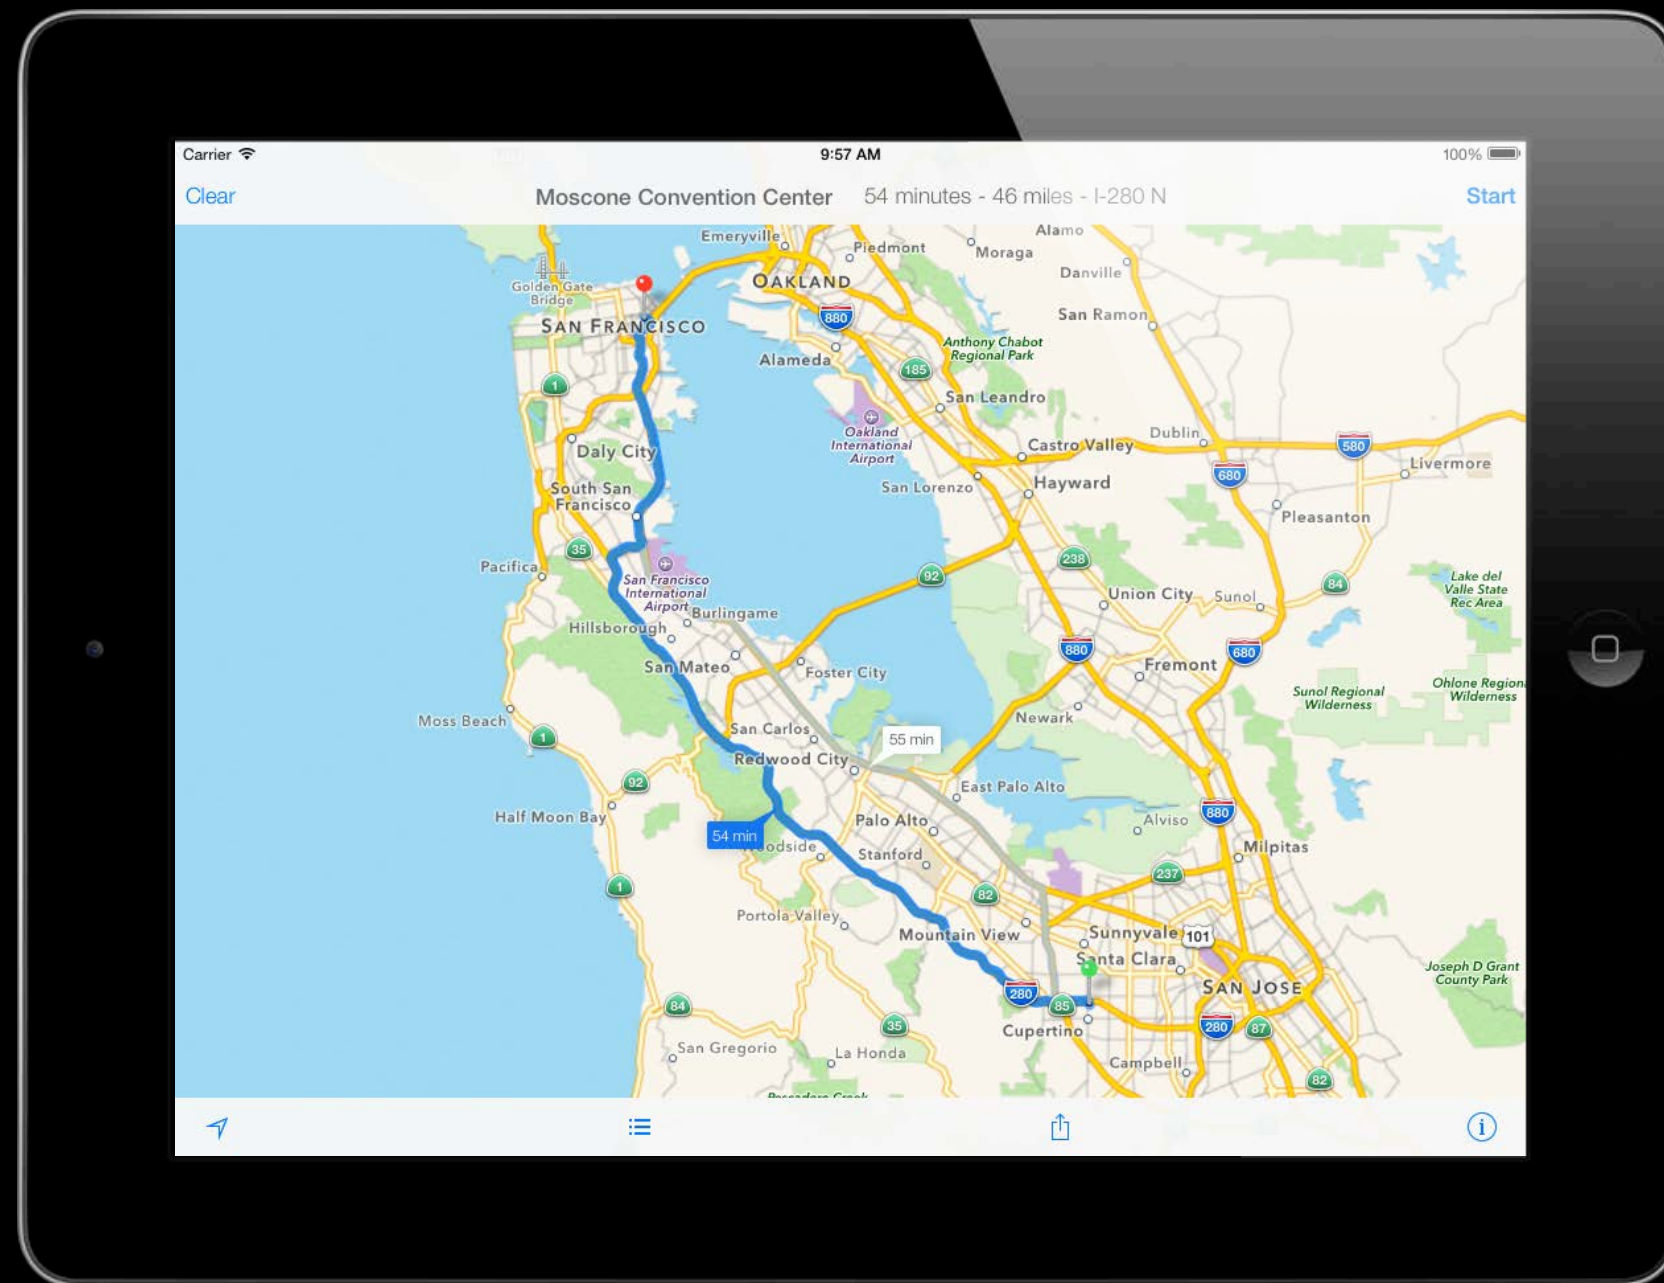 Carrier
9:57 AM
100%
Clear
Moscone Convention Center
54 minutes - 46 miles - I-280 N
Start
Emeryville
Piedmont
Moraga
Alamo
Danville
Golden Gate
Bridge
OAKLAND
SAN FRANCISCO
880
San Ramon
Alameda
Anthony Chabot
Regional Park
185
1
San Leandro
Oakland
International
Airport
Daly City
Castro Valley
Dublin
580
Livermore
680
South San
Francisco
San Lorenzo
Hayward
Pleasanton
35
238
Pacifica
San Francisco
International
Airport
92
84
Lake del
Valle State
Rec Area
Union City
Sunol
Burlingame
Hillsborough
880
680
San Mateo
Foster City
Fremont
Sunol Regional
Wilderness
Ohlone Region
Wilderness
Moss Beach
1
San Carlos
Newark
55 min
Redwood City
92
East Palo Alto
Half Moon Bay
880
54 min
Palo Alto
Alviso
oodside
Stanford
Milpitas
1
237
82
Portola Valley
Mountain View
Sunnyvale
101
Santa Clara
Joseph D Grant
County Park
280
SAN JOSE
84
85
35
Cupertino
280
87
San Gregorio
La Honda
Campbell
82
Pescadero Creek